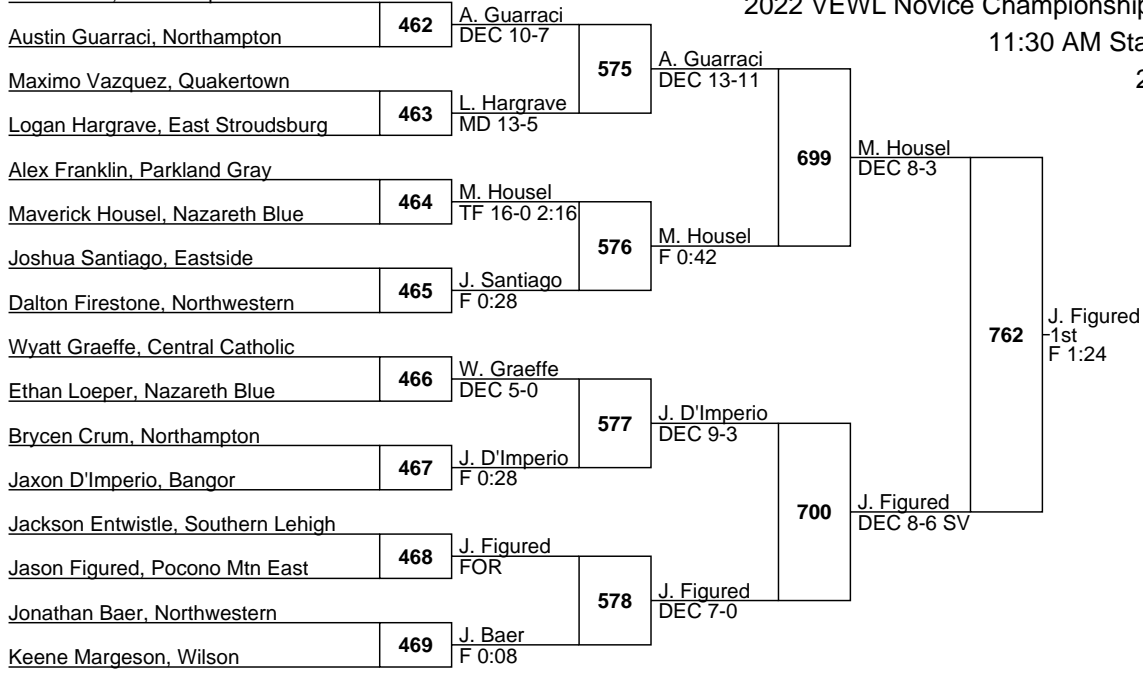 2022 VEWL Novice Championship
11:30 AM Sta
2
462
A. Guarraci
DEC 10-7
Austin Guarraci, Northampton
575
A. Guarraci
DEC 13-11
Maximo Vazquez, Quakertown
463
L. Hargrave
MD 13-5
Logan Hargrave, East Stroudsburg
699
M. Housel
DEC 8-3
Alex Franklin, Parkland Gray
464
M. Housel
TF 16-0 2:16
Maverick Housel, Nazareth Blue
576
M. Housel
F 0:42
Joshua Santiago, Eastside
465
J. Santiago
F 0:28
Dalton Firestone, Northwestern
762
J. Figured
1st
F 1:24
Wyatt Graeffe, Central Catholic
466
W. Graeffe
DEC 5-0
Ethan Loeper, Nazareth Blue
577
J. D'Imperio
DEC 9-3
Brycen Crum, Northampton
467
J. D'Imperio
F 0:28
Jaxon D'Imperio, Bangor
700
J. Figured
DEC 8-6 SV
Jackson Entwistle, Southern Lehigh
468
J. Figured
FOR
Jason Figured, Pocono Mtn East
578
J. Figured
DEC 7-0
Jonathan Baer, Northwestern
469
J. Baer
F 0:08
Keene Margeson, Wilson